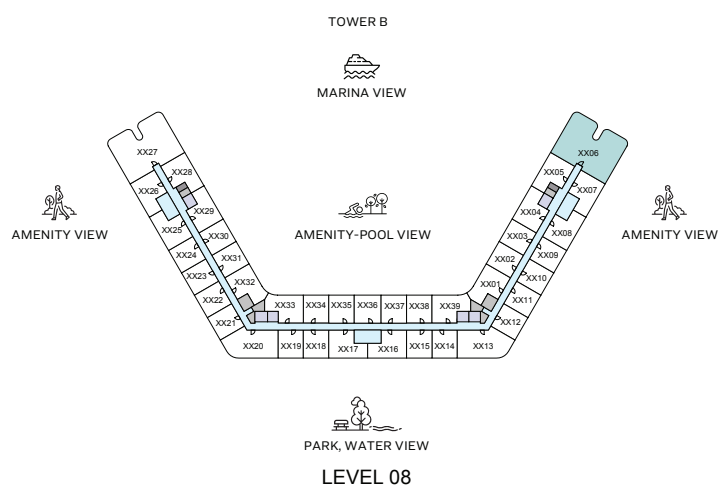 TOWER B
MARINA VIEW
XX27
XX06
XX28
XX05
XX26
XX07
XX29
XX04
XX25
XX08
XX30
XX03
XX24
XX09
XX31
XX02
XX23
XX10
XX32
XX01
XX22
XX11
XX21
XX12
AMENITY VIEW
AMENITY-POOL VIEW
AMENITY VIEW
XX33 XX34 XX35 XX36 XX37 XX38 XX39
XX20 XX19 XX18 XX17 XX16 XX15 XX14 XX13
PARK, WATER VIEW
LEVEL 08